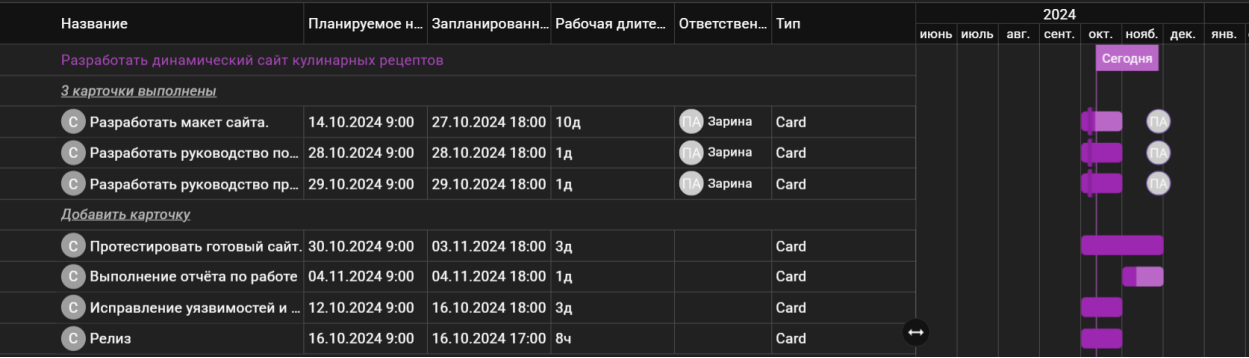 2024
Название Планируемое н... Запланированн... Рабочая длите... Ответствен... Тип июнь июль авг. сент. окт. нояб. дек. янв.
Разработать динамический сайт кулинарных рецептов Сегодня
3 карточки выполнены
С Разработать макет сайта. 14.10.2024 9:00 27.10.2024 18:00 10д ПА Зарина Card ПА
С Разработать руководство по... 28.10.2024 9:00 28.10.2024 18:00 1д ПА Зарина Card ПА
С Разработать руководство пр... 29.10.2024 9:00 29.10.2024 18:00 1д ПА Зарина Card ПА
Добавить карточку
С Протестировать готовый сайт. 30.10.2024 9:00 03.11.2024 18:00 3д Card
С Выполнение отчёта по работе 04.11.2024 9:00 04.11.2024 18:00 1д Card
С Исправление уязвимостей и ... 12.10.2024 9:00 16.10.2024 18:00 3д Card
С Релиз 16.10.2024 9:00 16.10.2024 17:00 8ч Card